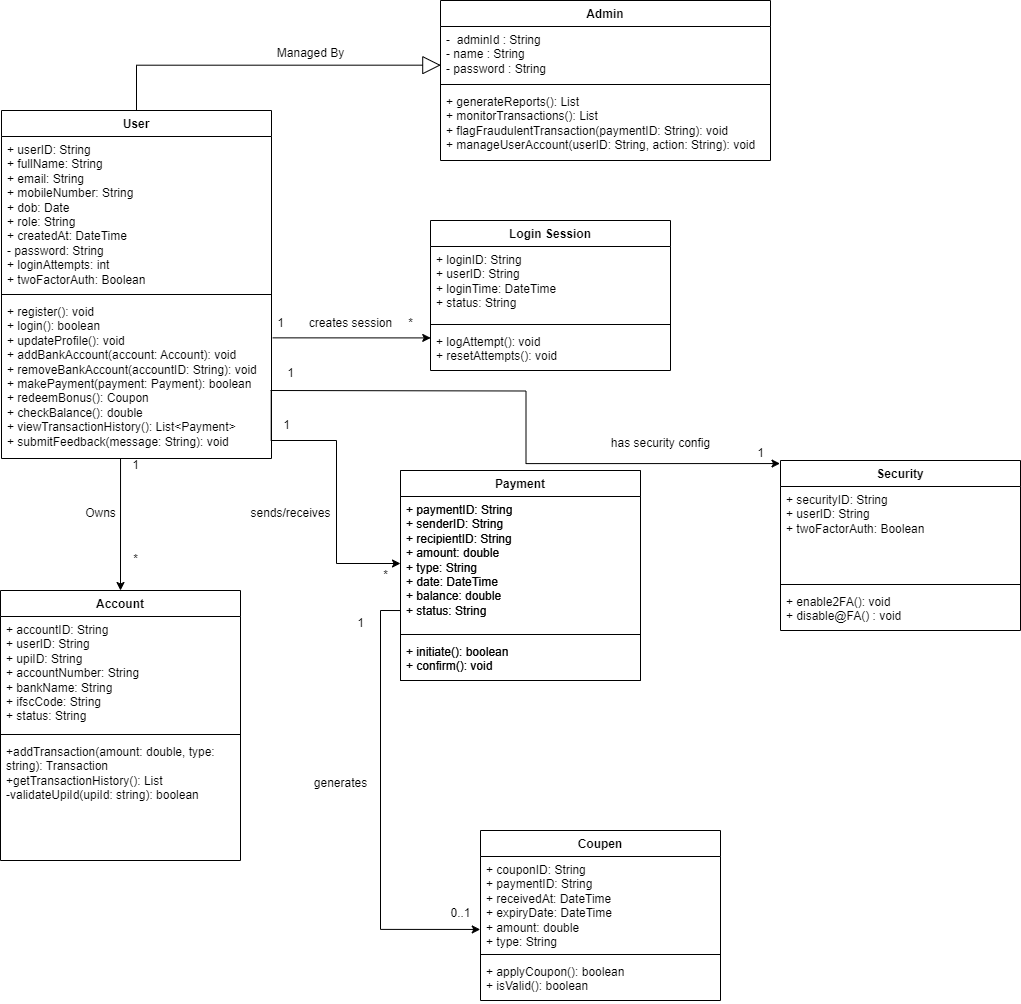 Admin
-  adminId : String
- name : String
- password : String
+ generateReports(): List
+ monitorTransactions(): List
+ flagFraudulentTransaction(paymentID: String): void
+ manageUserAccount(userID: String, action: String): void
Managed By
User
+ userID: String
+ fullName: String
+ email: String
+ mobileNumber: String
+ dob: Date
+ role: String
+ createdAt: DateTime
- password: String
+ loginAttempts: int
+ twoFactorAuth: Boolean
+ register(): void
+ login(): boolean
+ updateProfile(): void
+ addBankAccount(account: Account): void
+ removeBankAccount(accountID: String): void
+ makePayment(payment: Payment): boolean
+ redeemBonus(): Coupon
+ checkBalance(): double
+ viewTransactionHistory(): List<Payment>
+ submitFeedback(message: String): void
Login Session
+ loginID: String
+ userID: String
+ loginTime: DateTime
+ status: String
+ logAttempt(): void
+ resetAttempts(): void
1 creates session *
1
has security config
1
1
sends/receives
*
1
Owns
*
Security
+ securityID: String
+ userID: String
+ twoFactorAuth: Boolean
+ enable2FA(): void
+ disable@FA() : void
Payment
+ paymentID: String
+ senderID: String
+ recipientID: String
+ amount: double
+ type: String
+ date: DateTime
+ balance: double
+ status: String
+ initiate(): boolean
+ confirm(): void
Account
+ accountID: String
+ userID: String
+ upiID: String
+ accountNumber: String
+ bankName: String
+ ifscCode: String
+ status: String
+addTransaction(amount: double, type:
string): Transaction
+getTransactionHistory(): List
-validateUpiId(upiId: string): boolean
1
generates
0..1
Coupen
+ couponID: String
+ paymentID: String
+ receivedAt: DateTime
+ expiryDate: DateTime
+ amount: double
+ type: String
+ applyCoupon(): boolean
+ isValid(): boolean